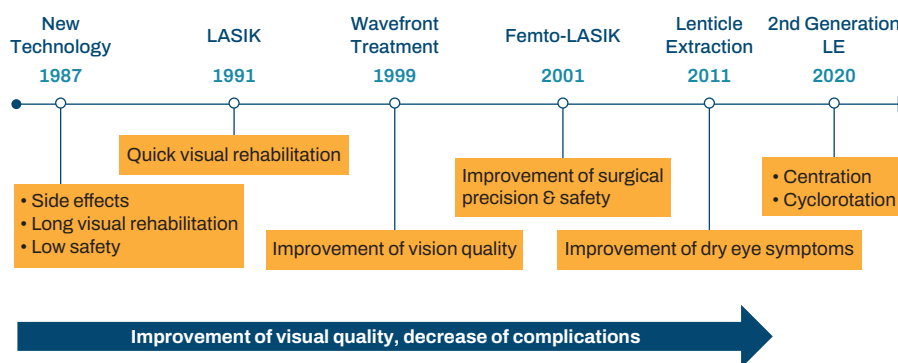 New
Technology
1987
LASIK
1991
Wavefront
Treatment
1999
Femto-LASIK
2001
Lenticle
Extraction
2011
2nd Generation
LE
2020
Quick visual rehabilitation
• Side effects
• Long visual rehabilitation
• Low safety
Improvement of vision quality
Improvement of surgical
precision & safety
Improvement of dry eye symptoms
• Centration
• Cyclorotation
Improvement of visual quality, decrease of complications